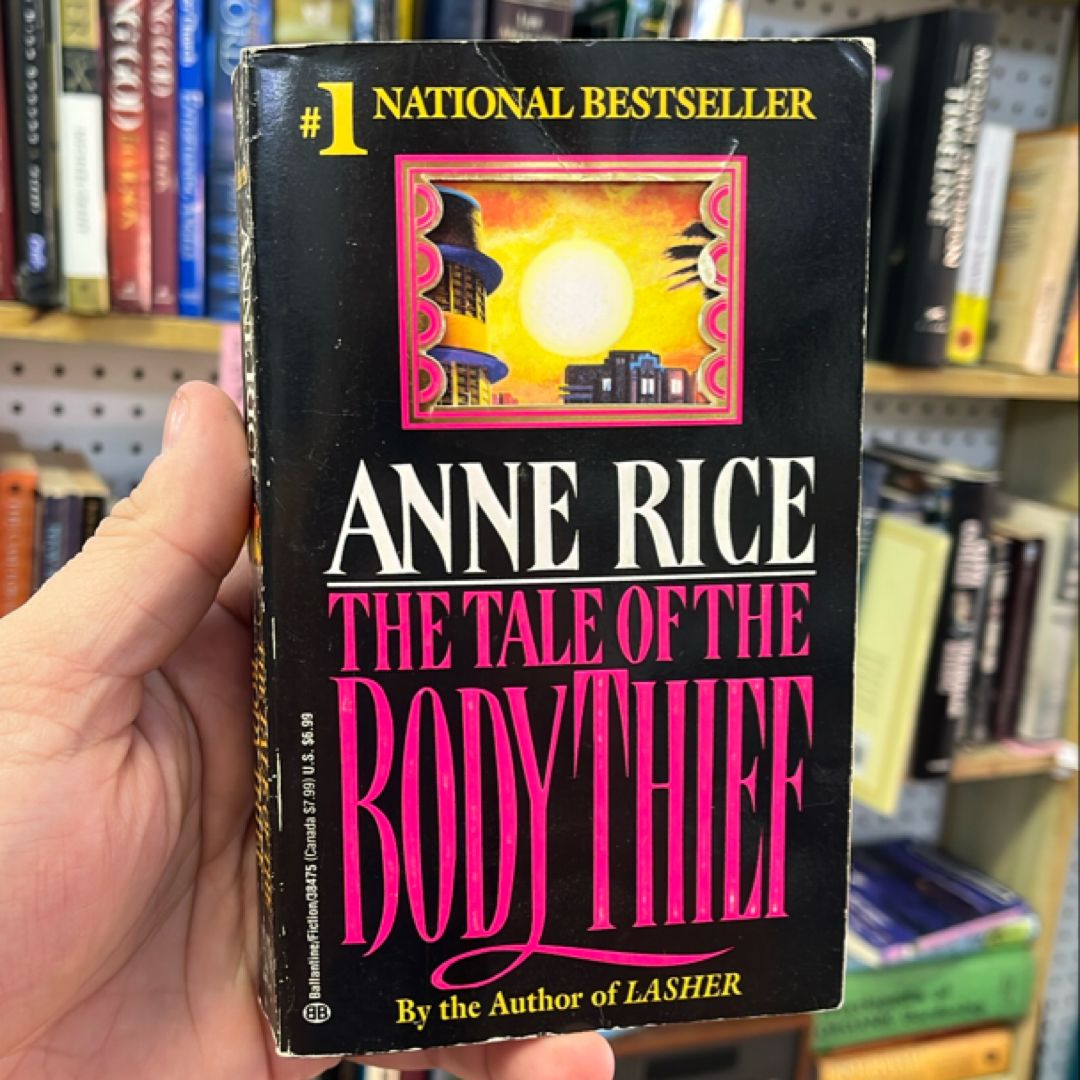 #1 NATIONAL BESTSELLER
ANNE RICE
THE TALE OF THE
BODY THIEF
By the Author of LASHER
Ballantine/Fiction/38475 (Canada $7.99) U.S. $6.99
BB